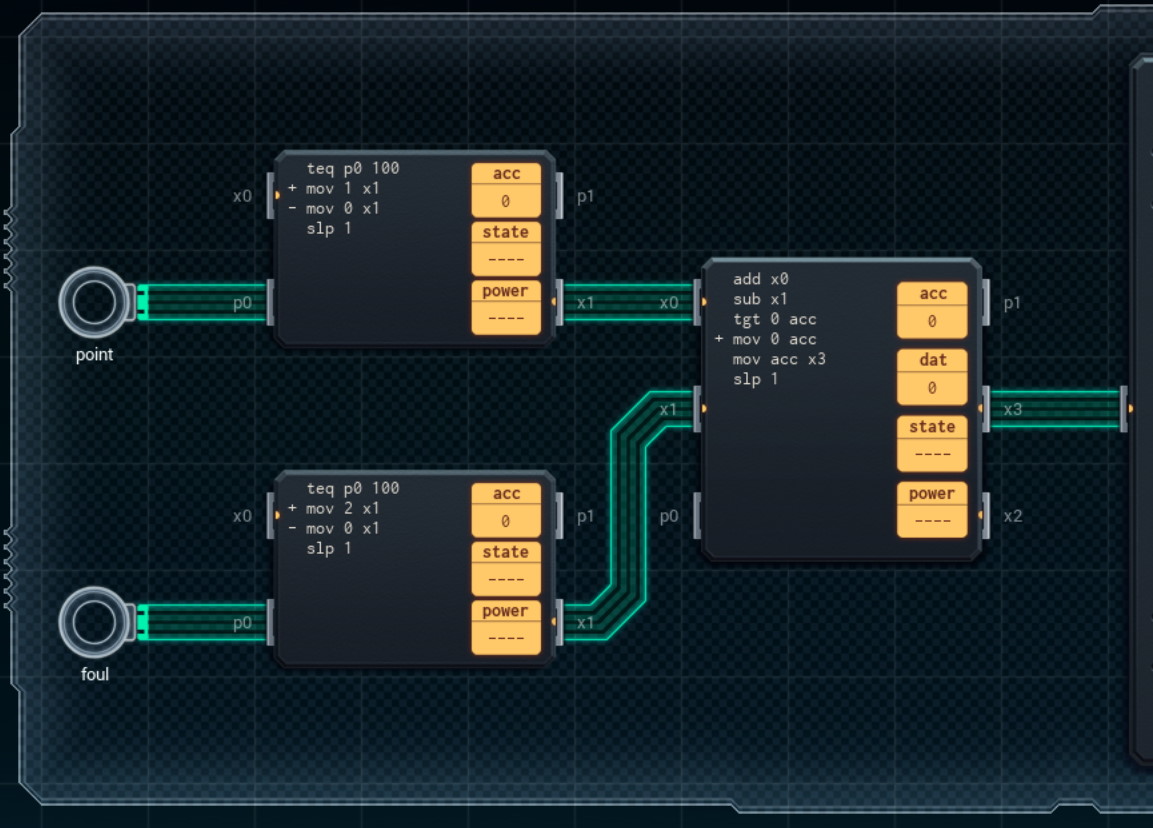 teq p0 100
+ mov 1 x1
- mov 0 x1
slp 1
acc
0
state
----
power
----
x0
p1
p0
x1
point
add x0
sub x1
tgt 0 acc
+ mov 0 acc
mov acc x3
slp 1
acc
0
dat
0
state
----
power
----
x0
p1
x1
x3
p0
x2
teq p0 100
+ mov 2 x1
- mov 0 x1
slp 1
acc
0
state
----
power
----
x0
p1
p0
x1
foul